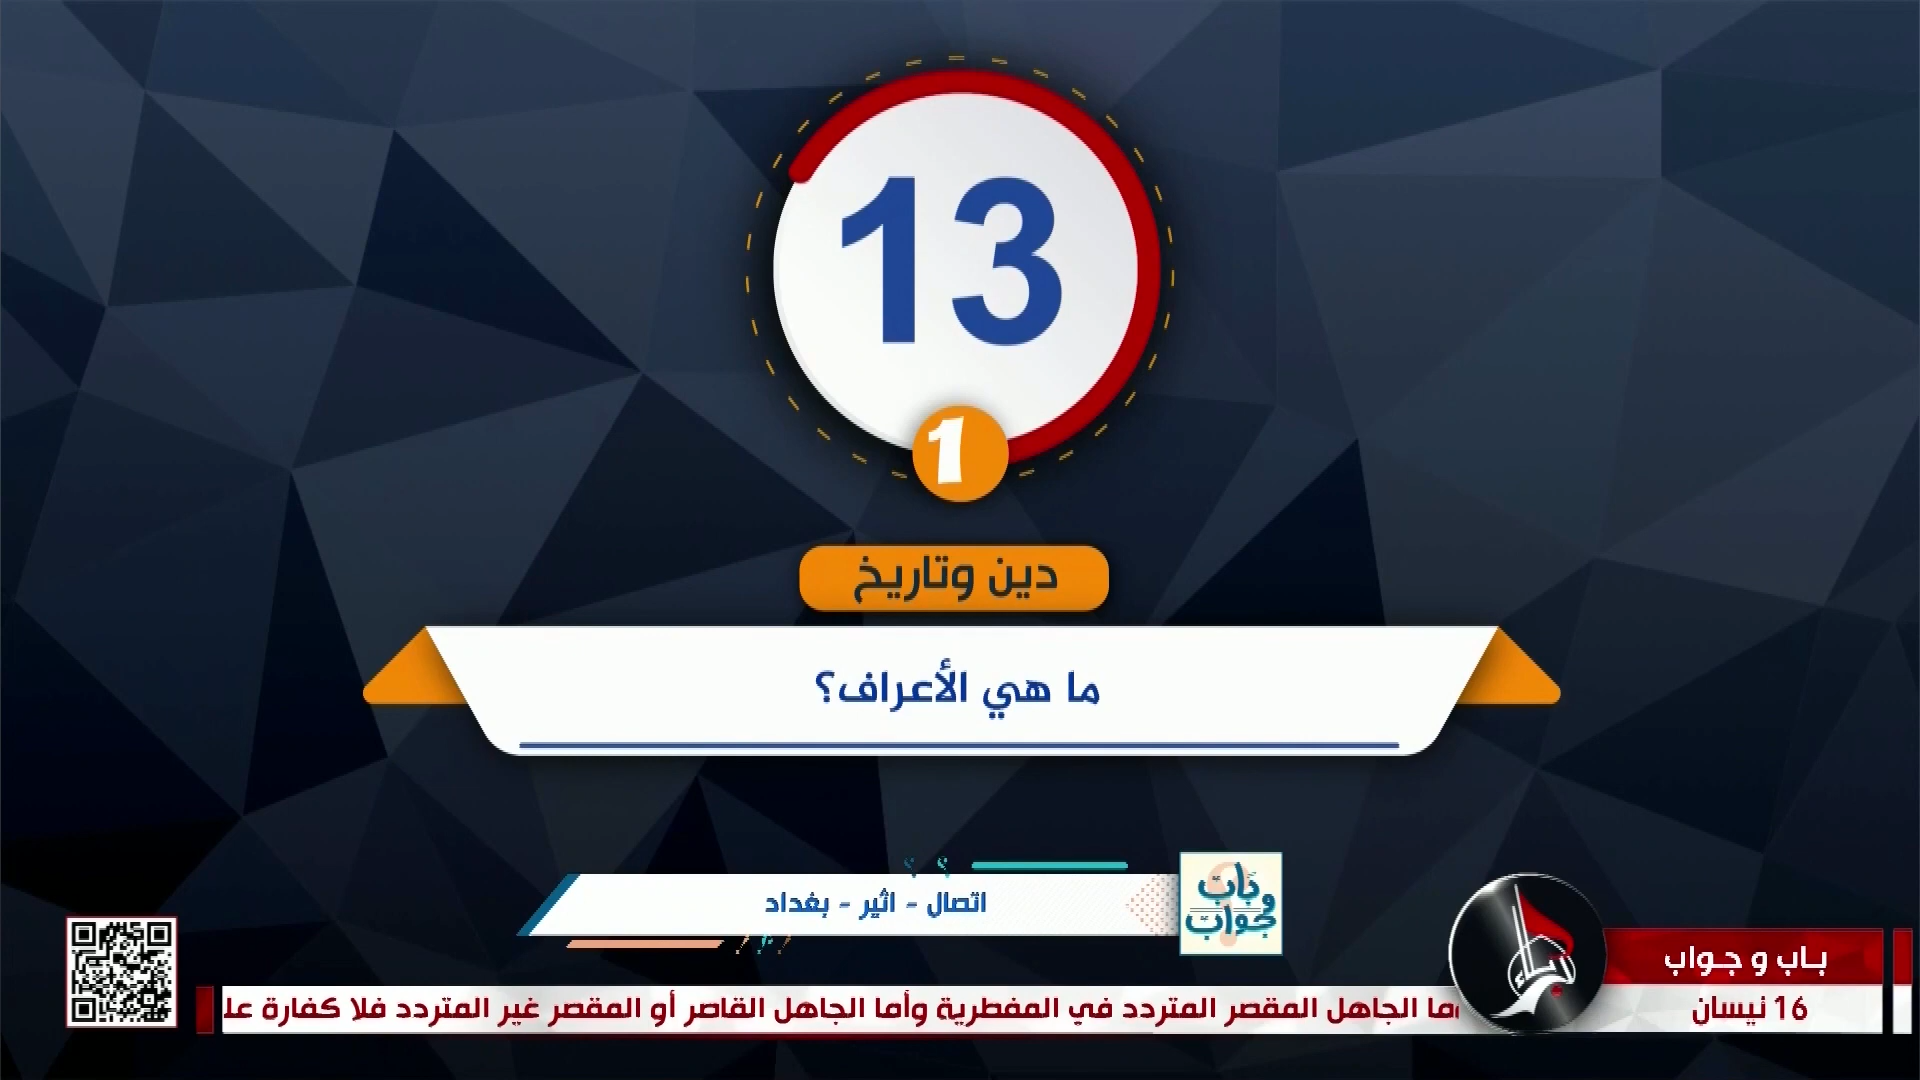 13
1
دين وتاريخ
ما هي الأعراف؟
باب
وجواب
اتصال - اثير - بغداد
باب و جواب
16 نيسان
ما الجاهل المقصر المتردد في المفطرية وأما الجاهل القاصر أو المقصر غير المتردد فلا كفارة عل